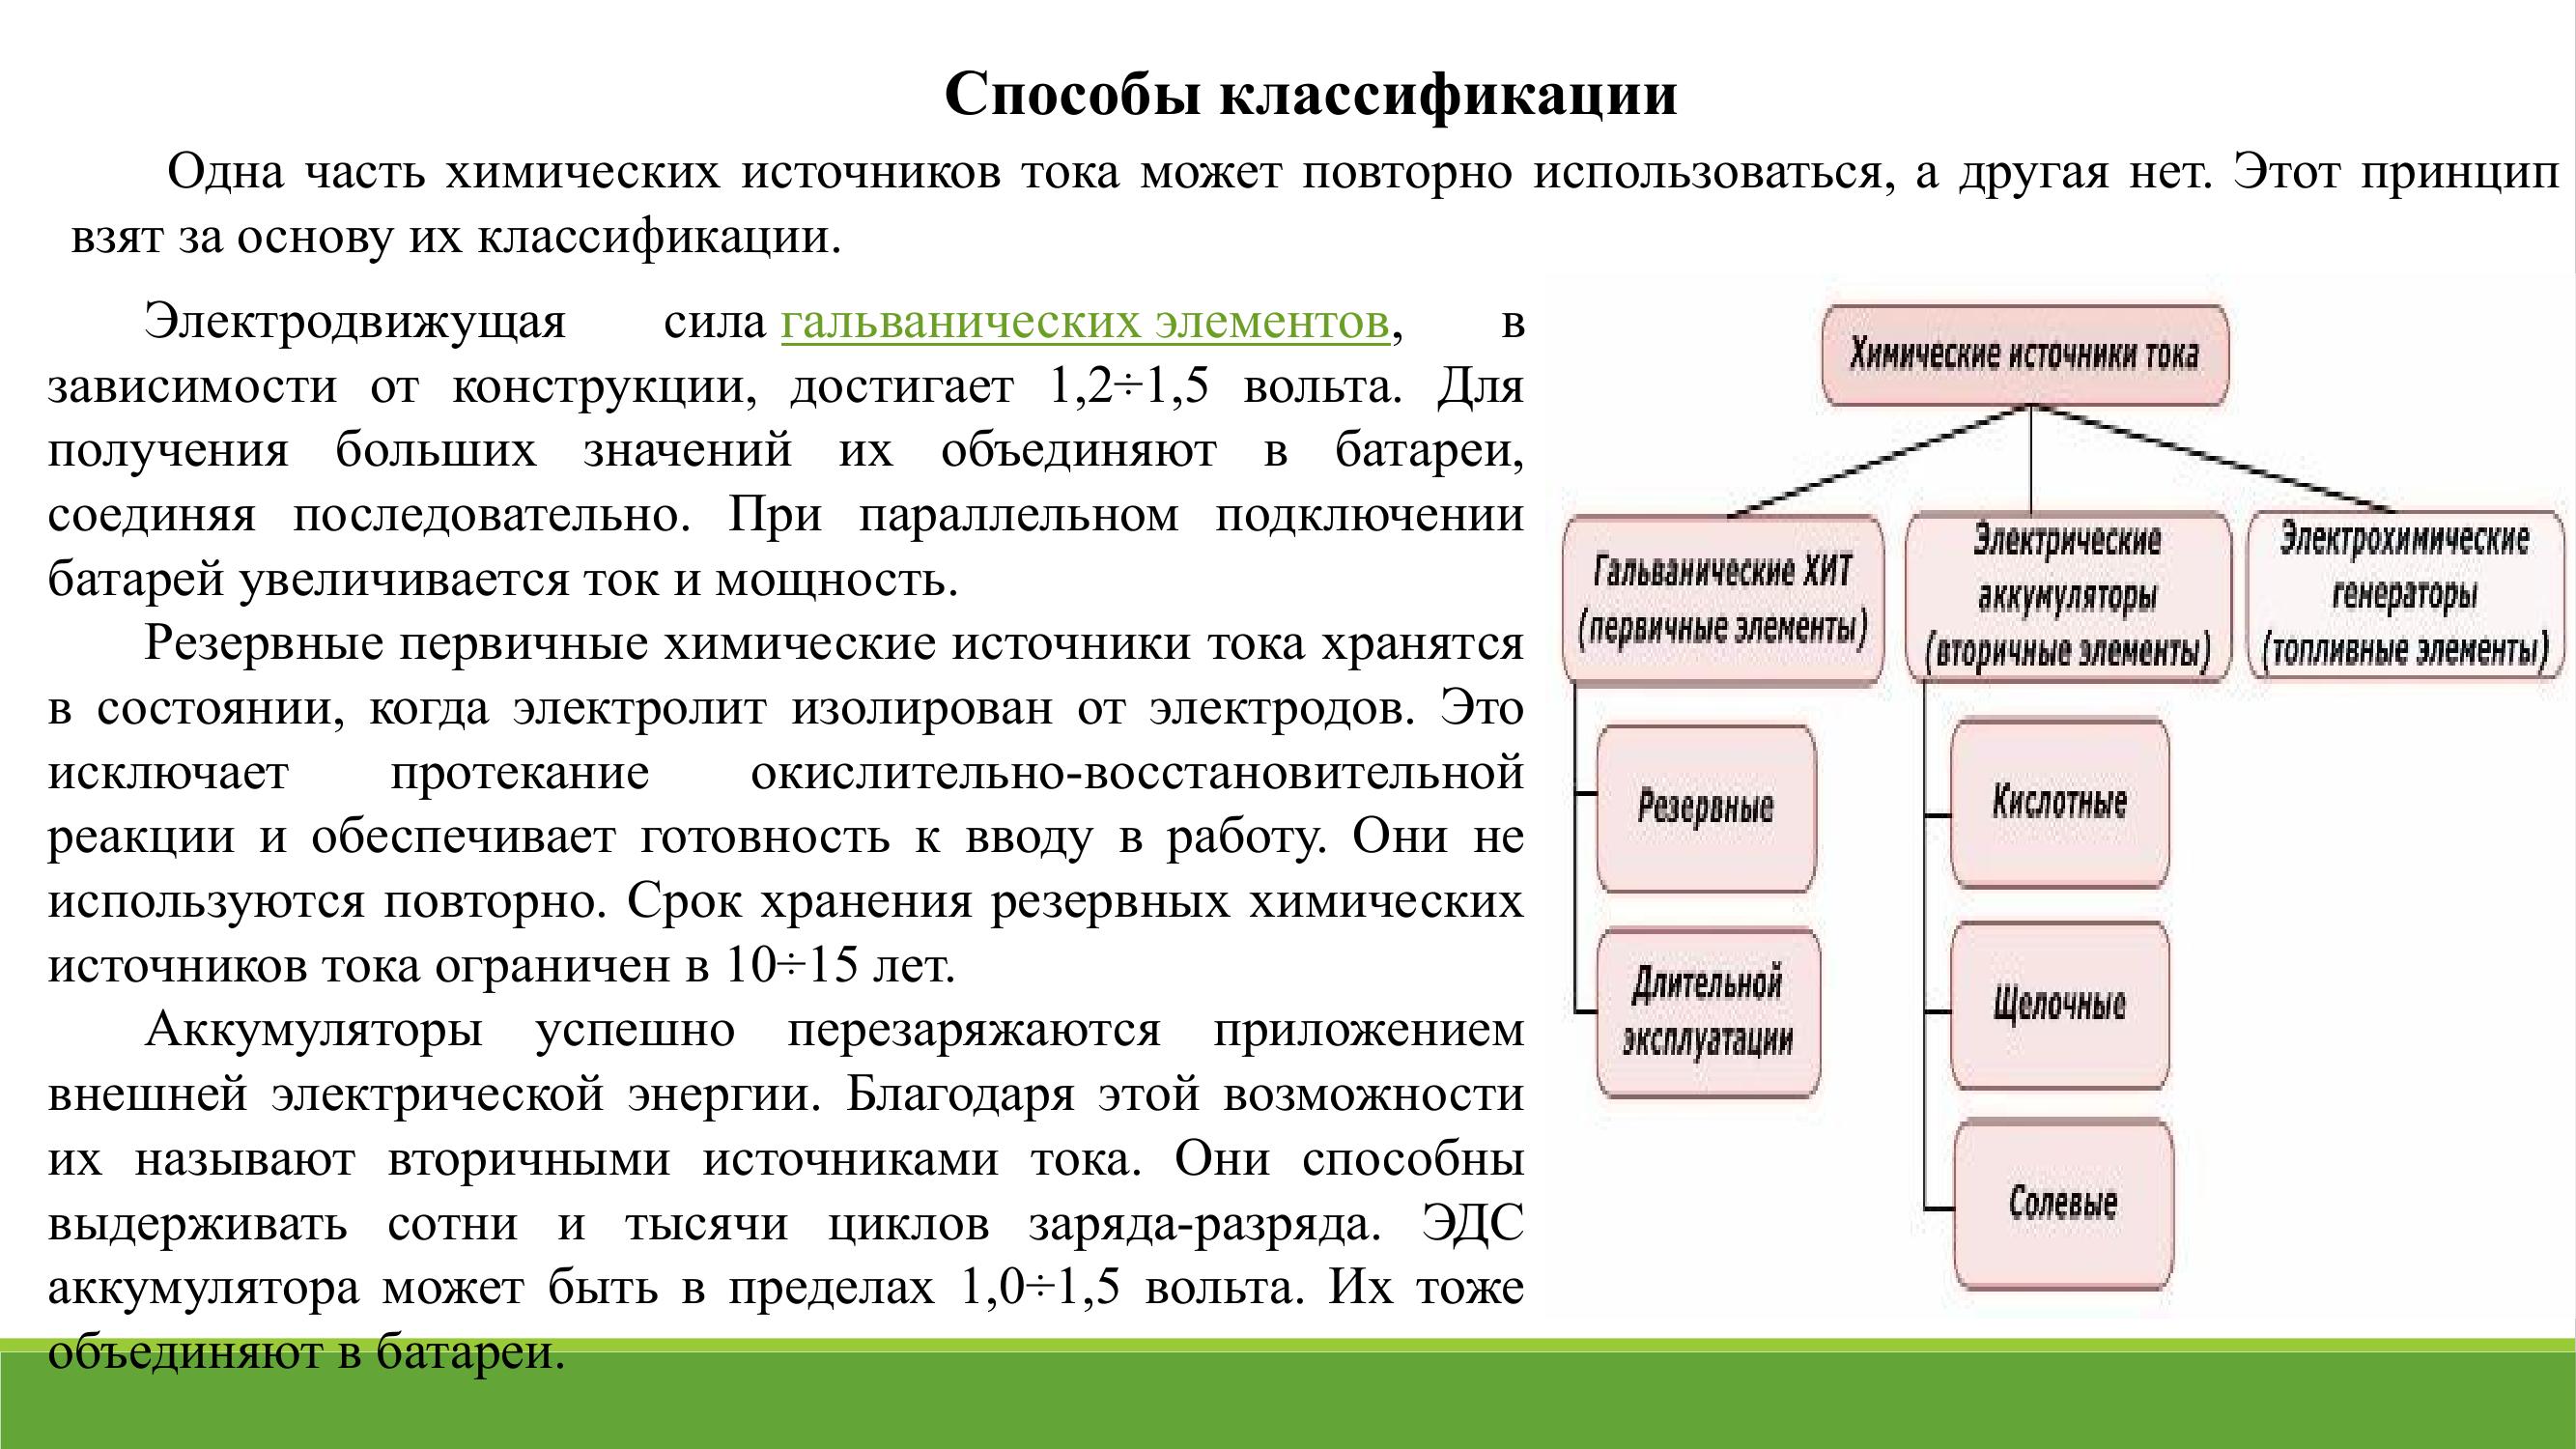 Способы классификации
Одна часть химических источников тока может повторно использоваться, а другая нет. Этот принцип
взят за основу их классификации.
Электродвижущая сила гальванических элементов, в
зависимости от конструкции, достигает 1,2÷1,5 вольта. Для
получения больших значений их объединяют в батареи,
соединяя последовательно. При параллельном подключении
батарей увеличивается ток и мощность.
Резервные первичные химические источники тока хранятся
в состоянии, когда электролит изолирован от электродов. Это
исключает протекание окислительно-восстановительной
реакции и обеспечивает готовность к вводу в работу. Они не
используются повторно. Срок хранения резервных химических
источников тока ограничен в 10÷15 лет.
Аккумуляторы успешно перезаряжаются приложением
внешней электрической энергии. Благодаря этой возможности
их называют вторичными источниками тока. Они способны
выдерживать сотни и тысячи циклов заряда-разряда. ЭДС
аккумулятора может быть в пределах 1,0÷1,5 вольта. Их тоже
объединяют в батареи.
Химические источники тока
Гальванические ХИТ
(первичные элементы)
Электрические
аккумуляторы
(вторичные элементы)
Электрохимические
генераторы
(топливные элементы)
Резервные
Длительной
эксплуатации
Кислотные
Щелочные
Солевые